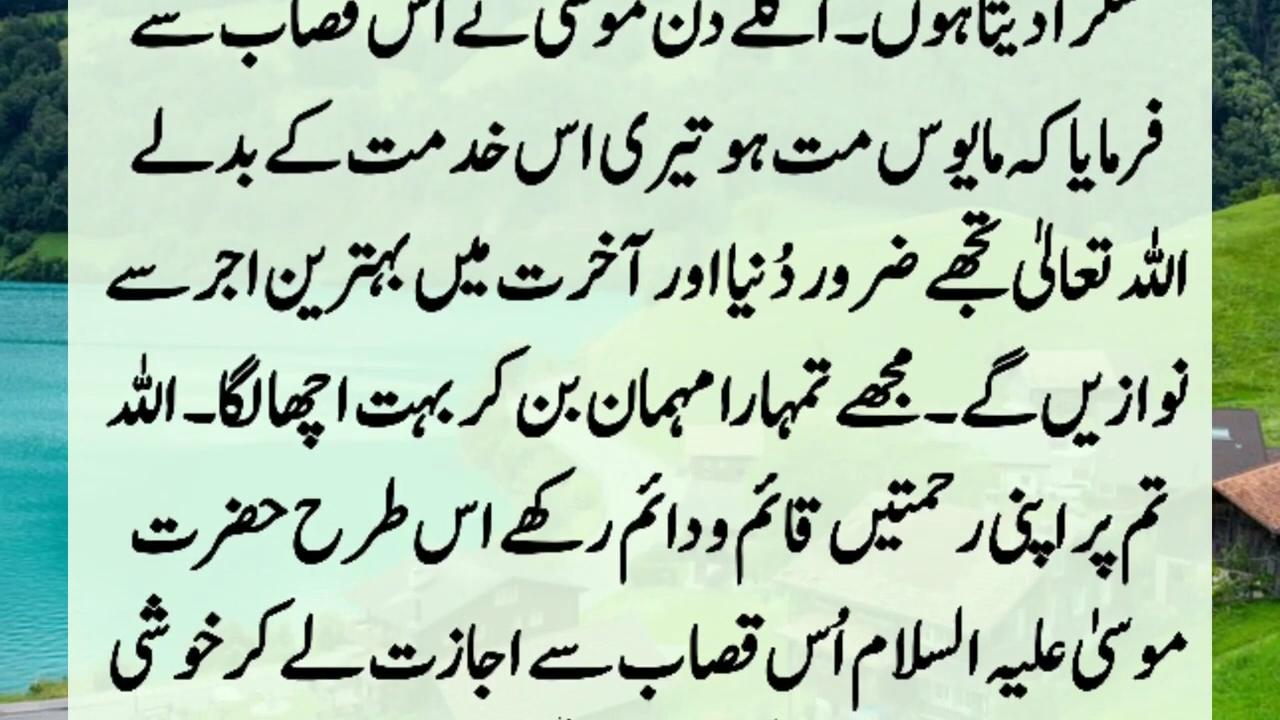 مسکرا دیتا ہوں۔ اگلے دن موسیٰ نے اُس قصاب سے
فرمایا کہ مایوس مت ہو تیری اس خدمت کے بدلے
اللہ تعالیٰ تجھے ضرور دُنیا اور آخرت میں بہترین اجر سے
نوازیں گے۔ مجھے تمہارا مہمان بن کر بہت اچھا لگا۔ اللہ
تم پر اپنی رحمتیں قائم و دائم رکھے اس طرح حضرت
موسیٰ علیہ السلام اُس قصاب سے اجازت لے کر خوشی